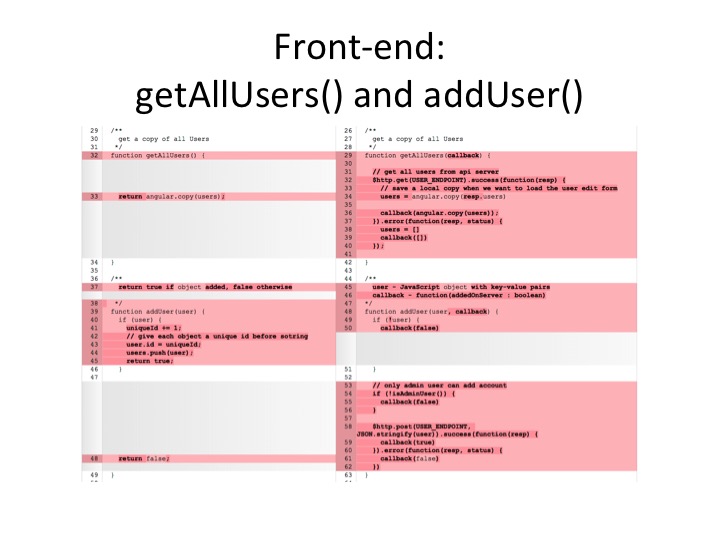 Front-end:
getAllUsers() and addUser()
29 /**
30 get a copy of all Users
31 */
32 function getAllUsers() {
33 return angular.copy(users);
34 }
35
36 /**
37 return true if object added, false otherwise
38 */
39 function addUser(user) {
40 if (user) {
41 uniqueId += 1;
42 // give each object a unique id before sotring
43 user.id = uniqueId;
44 users.push(user);
45 return true;
46 }
47
48 return false;
49 }
26 /**
27 get a copy of all Users
28 */
29 function getAllUsers(callback) {
30
31 // get all users from api server
32 $http.get(USER_ENDPOINT).success(function(resp) {
33 // save a local copy when we want to load the user edit form
34 users = angular.copy(resp.users)
35
36 callback(angular.copy(users));
37 }).error(function(resp, status) {
38 users = []
39 callback([])
40 });
41
42 }
43
44 /**
45 user - JavaScript object with key-value pairs
46 callback - function(addedOnServer : boolean)
47 */
48 function addUser(user, callback) {
49 if (!user) {
50 callback(false)
51 }
52
53 // only admin user can add account
54 if (!isAdminUser()) {
55 callback(false)
56 }
57
58 $http.post(USER_ENDPOINT,
JSON.stringify(user)).success(function(resp) {
59 callback(true)
60 }).error(function(resp, status) {
61 callback(false)
62 })
63 }